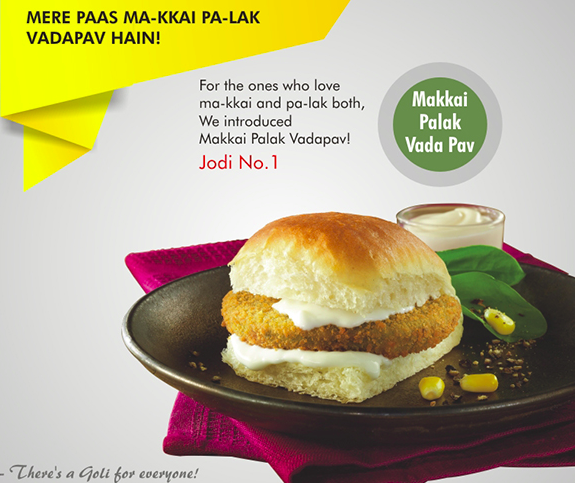 MERE PAAS MA-KKAI PA-LAK
VADAPAV HAIN!
For the ones who love
ma-kkai and pa-lak both,
We introduced
Makkai Palak Vadapav!
Jodi No.1
Makkai
Palak
Vada Pav
- There's a Goli for everyone!